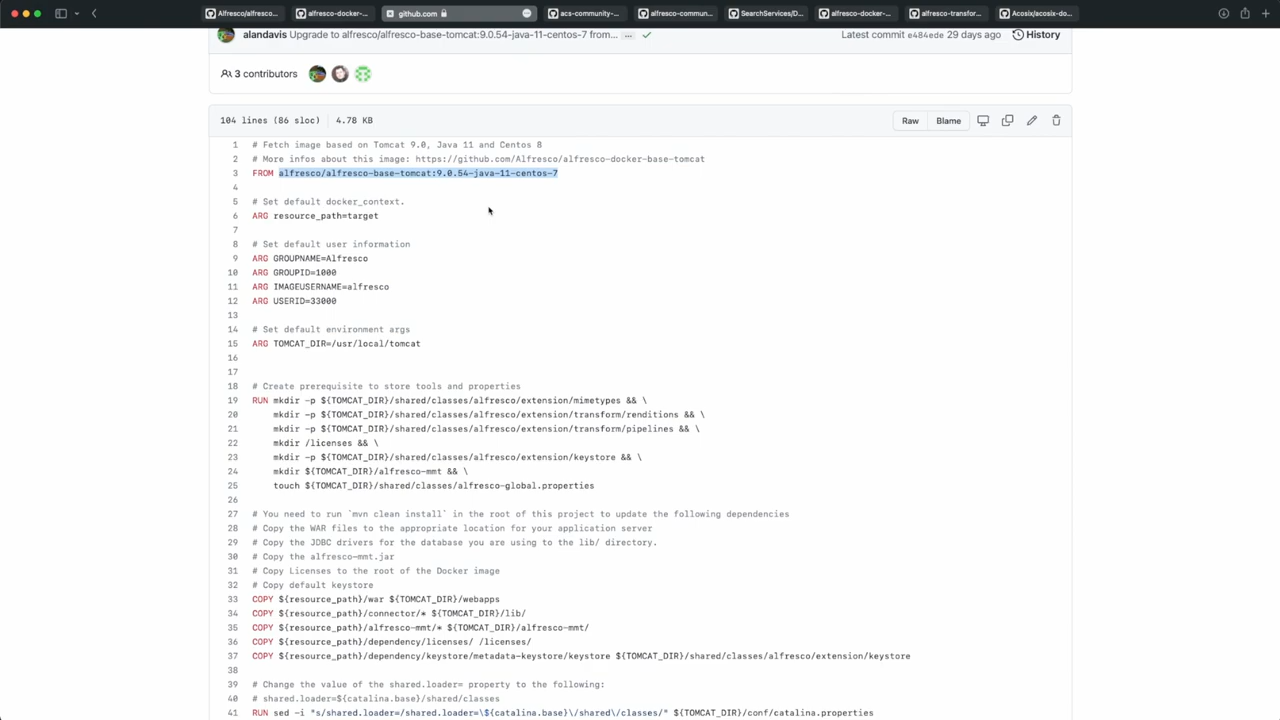 Alfresco/alfresco...
alfresco-docker-...
github.com
acs-community-...
alfresco-commun...
SearchServices/D...
alfresco-docker-...
alfresco-transfor...
Acosix/acosix-do...
alandavis Upgrade to alfresco/alfresco-base-tomcat:9.0.54-java-11-centos-7 from... ... Latest commit e484ede 29 days ago History
3 contributors
104 lines (86 sloc) 4.78 KB Raw Blame
1 # Fetch image based on Tomcat 9.0, Java 11 and Centos 8
2 # More infos about this image: https://github.com/Alfresco/alfresco-docker-base-tomcat
3 FROM alfresco/alfresco-base-tomcat:9.0.54-java-11-centos-7
4
5 # Set default docker_context.
6 ARG resource_path=target
7
8 # Set default user information
9 ARG GROUPNAME=Alfresco
10 ARG GROUPID=1000
11 ARG IMAGEUSERNAME=alfresco
12 ARG USERID=33000
13
14 # Set default environment args
15 ARG TOMCAT_DIR=/usr/local/tomcat
16
17
18 # Create prerequisite to store tools and properties
19 RUN mkdir -p ${TOMCAT_DIR}/shared/classes/alfresco/extension/mimetypes && \
20 mkdir -p ${TOMCAT_DIR}/shared/classes/alfresco/extension/transform/renditions && \
21 mkdir -p ${TOMCAT_DIR}/shared/classes/alfresco/extension/transform/pipelines && \
22 mkdir /licenses && \
23 mkdir -p ${TOMCAT_DIR}/shared/classes/alfresco/extension/keystore && \
24 mkdir ${TOMCAT_DIR}/alfresco-mmt && \
25 touch ${TOMCAT_DIR}/shared/classes/alfresco-global.properties
26
27 # You need to run `mvn clean install` in the root of this project to update the following dependencies
28 # Copy the WAR files to the appropriate location for your application server
29 # Copy the JDBC drivers for the database you are using to the lib/ directory.
30 # Copy the alfresco-mmt.jar
31 # Copy Licenses to the root of the Docker image
32 # Copy default keystore
33 COPY ${resource_path}/war ${TOMCAT_DIR}/webapps
34 COPY ${resource_path}/connector/* ${TOMCAT_DIR}/lib/
35 COPY ${resource_path}/alfresco-mmt/* ${TOMCAT_DIR}/alfresco-mmt/
36 COPY ${resource_path}/dependency/licenses/ /licenses/
37 COPY ${resource_path}/dependency/keystore/metadata-keystore/keystore ${TOMCAT_DIR}/shared/classes/alfresco/extension/keystore
38
39 # Change the value of the shared.loader= property to the following:
40 # shared.loader=${catalina.base}/shared/classes
41 RUN sed -i "s/shared.loader=/shared.loader=\${catalina.base}\/shared\/classes/" ${TOMCAT_DIR}/conf/catalina.properties